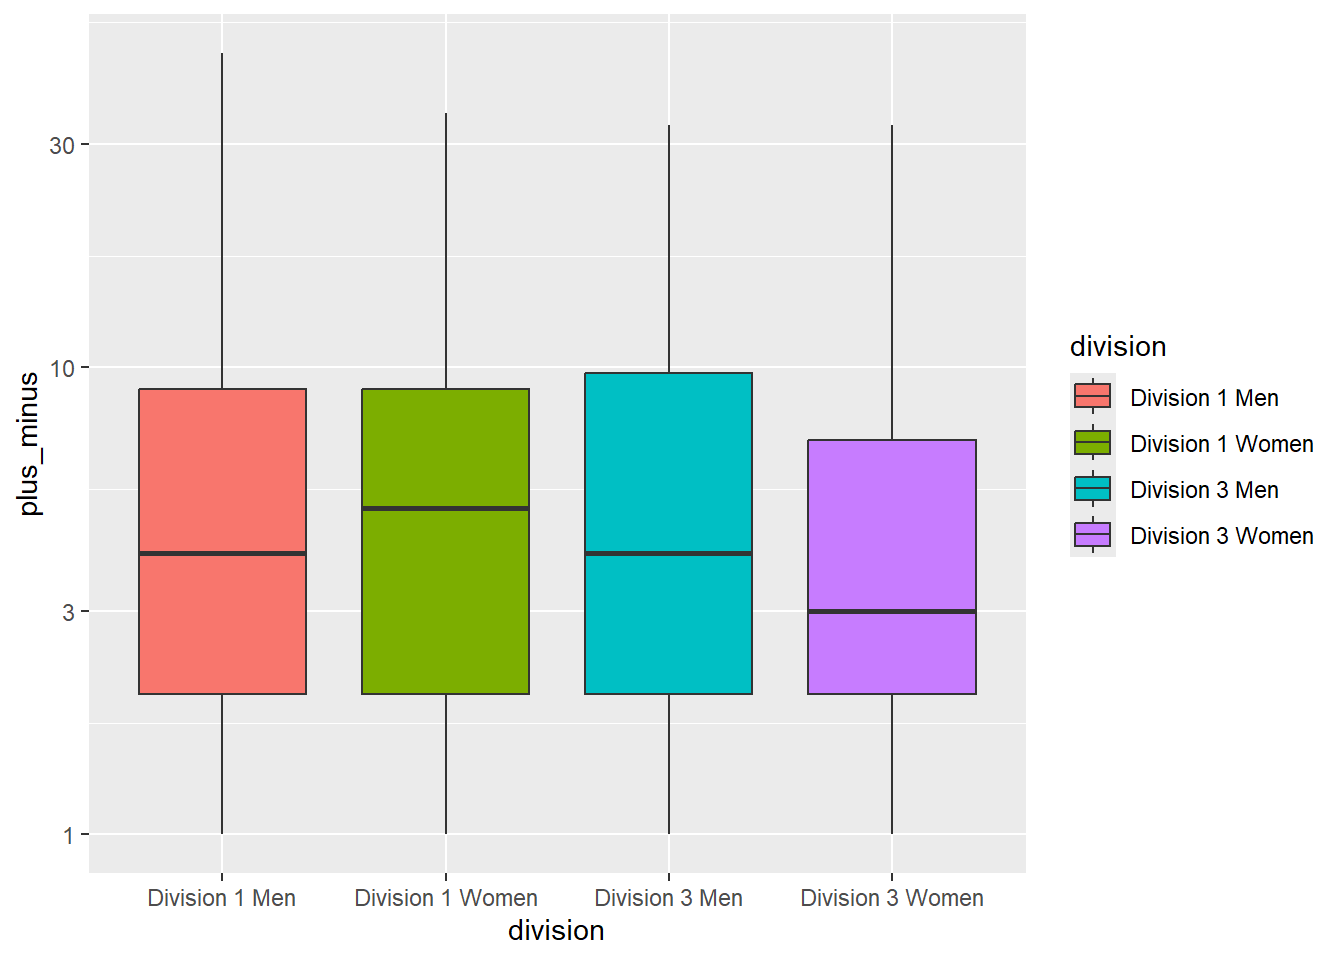 plus_minus
30
10
3
1
Division 1 Men
Division 1 Women
Division 3 Men
Division 3 Women
division
division
Division 1 Men
Division 1 Women
Division 3 Men
Division 3 Women